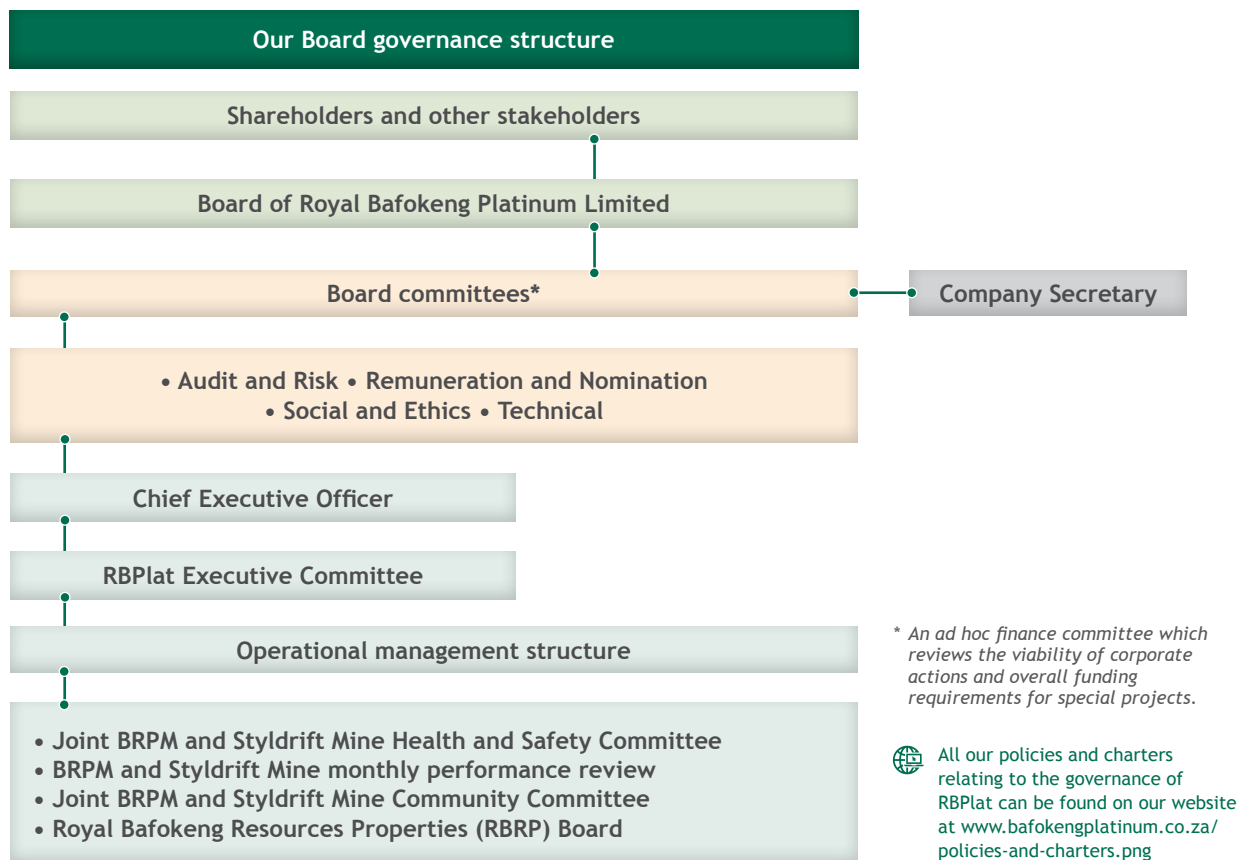 Our Board governance structure
Shareholders and other stakeholders
Board of Royal Bafokeng Platinum Limited
Board committees*
Company Secretary
• Audit and Risk • Remuneration and Nomination
• Social and Ethics • Technical
Chief Executive Officer
RBPlat Executive Committee
Operational management structure
• Joint BRPM and Styldrift Mine Health and Safety Committee
• BRPM and Styldrift Mine monthly performance review
• Joint BRPM and Styldrift Mine Community Committee
• Royal Bafokeng Resources Properties (RBRP) Board
* An ad hoc finance committee which
reviews the viability of corporate
actions and overall funding
requirements for special projects.
All our policies and charters
relating to the governance of
RBPlat can be found on our website
at www.bafokengplatinum.co.za/
policies-and-charters.png